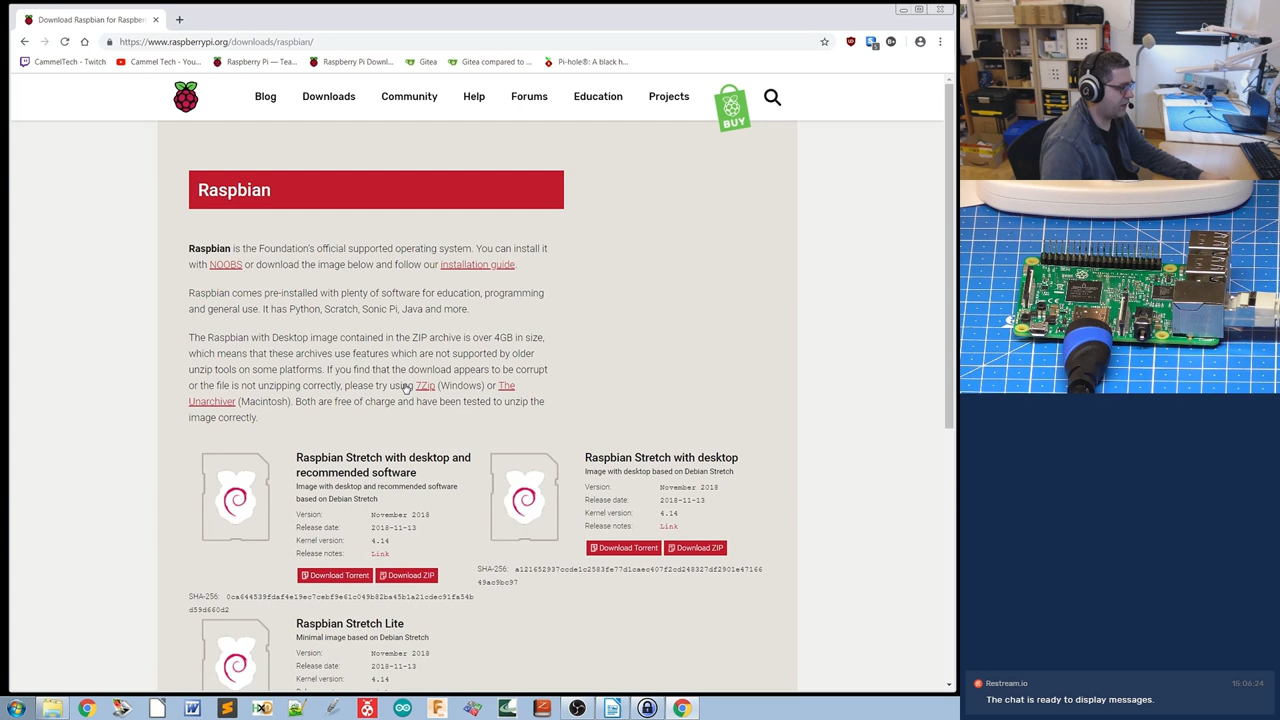 Download Raspbian for Raspberr
https://www.raspberrypi.org/downloads/raspbian/
CammelTech - Twitch
Cammel Tech - You...
Raspberry Pi — Tea...
Raspberry Pi Downl...
Gitea
Gitea compared to ...
Pi-hole®: A black h...
Blog
Downloads
Community
Help
Forums
Education
Projects
BUY
Raspbian
Raspbian is the Foundation's official supported operating system. You can install it
with NOOBS or download the image below and follow our installation guide.
Raspbian comes pre-installed with plenty of software for education, programming
and general use. It has Python, Scratch, Sonic Pi, Java and more.
The Raspbian with Desktop image contained in the ZIP archive is over 4GB in size,
which means that these archives use features which are not supported by older
unzip tools on some platforms. If you find that the download appears to be corrupt
or the file is not unzipping correctly, please try using 7Zip (Windows) or The
Unarchiver (Macintosh). Both are free of charge and have been tested to unzip the
image correctly.
Raspbian Stretch with desktop and
recommended software
Image with desktop and recommended software
based on Debian Stretch
Version: November 2018
Release date: 2018-11-13
Kernel version: 4.14
Release notes: Link
Download Torrent
Download ZIP
SHA-256:
d59d660d2
Raspbian Stretch with desktop
Image with desktop based on Debian Stretch
Version: November 2018
Release date: 2018-11-13
Kernel version: 4.14
Release notes: Link
Download Torrent
Download ZIP
SHA-256:
49ac9bc97
Raspbian Stretch Lite
Minimal image based on Debian Stretch
Version: November 2018
Release date: 2018-11-13
Kernel version: 4.14
Restream.io
15:06:24
The chat is ready to display messages.